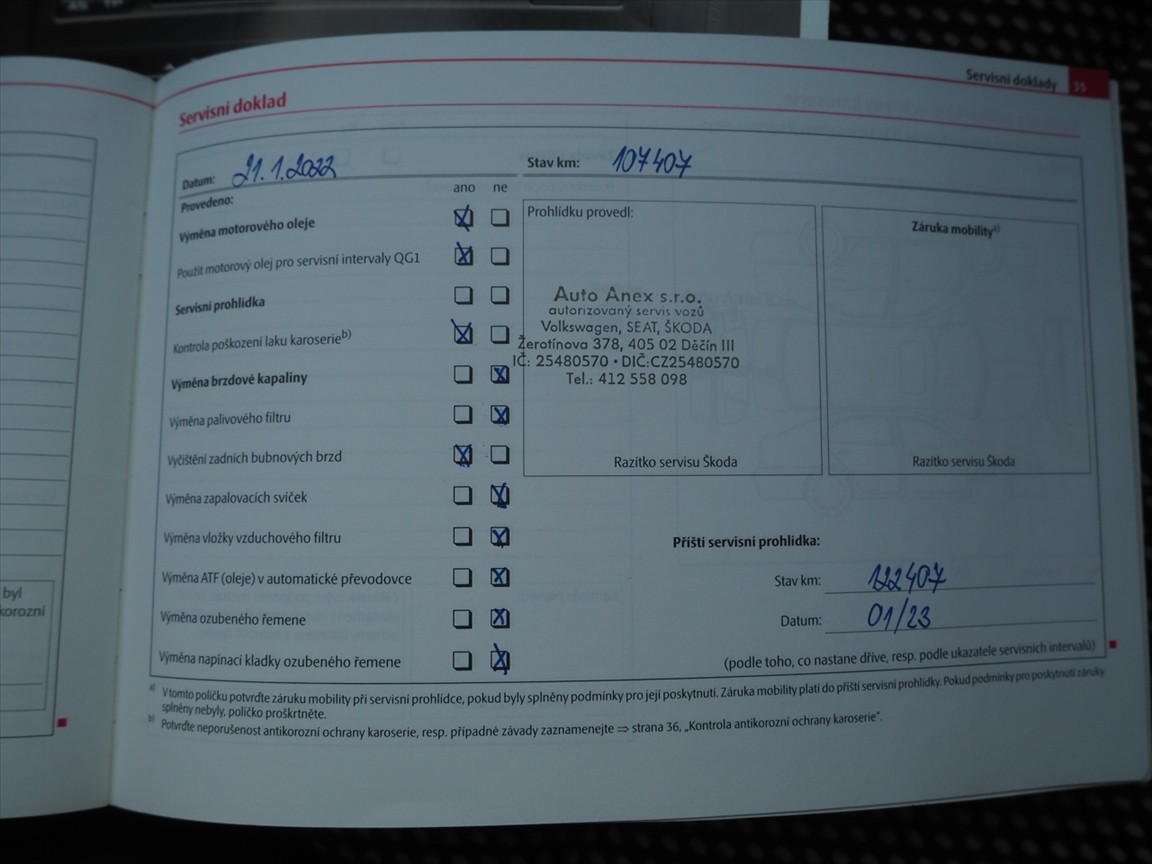 Servisní doklady 35
Servisní doklad
Datum: 21.1.2022 Stav km: 107407
Provedeno: ano ne
Výměna motorového oleje
Použit motorový olej pro servisní intervaly QG1
Servisní prohlídka
Kontrola poškození laku karoserie b)
Výměna brzdové kapaliny
Výměna palivového filtru
Vyčištění zadních bubnových brzd
Výměna zapalovacích svíček
Výměna vložky vzduchového filtru
Výměna ATF (oleje) v automatické převodovce
Výměna ozubeného řemene
Výměna napínací kladky ozubeného řemene
Prohlídku provedl:
Auto Anex s.r.o.
autorizovaný servis vozů
Volkswagen, SEAT, ŠKODA
Žerotínova 378, 405 02 Děčín III
IČ: 25480570 • DIČ:CZ25480570
Tel.: 412 558 098
Razítko servisu Škoda
Záruka mobility a)
Razítko servisu Škoda
Příští servisní prohlídka:
Stav km: 122407
Datum: 01/23
(podle toho, co nastane dříve, resp. podle ukazatele servisních intervalů)
a) V tomto políčku potvrďte záruku mobility při servisní prohlídce, pokud byly splněny podmínky pro její poskytnutí. Záruka mobility platí do příští servisní prohlídky. Pokud podmínky pro poskytnutí záruky
splněny nebyly, políčko proškrtněte.
b) Potvrďte neporušenost antikorozní ochrany karoserie, resp. případné závady zaznamenejte ⇒ strana 36, „Kontrola antikorozní ochrany karoserie“.
byl
korozní